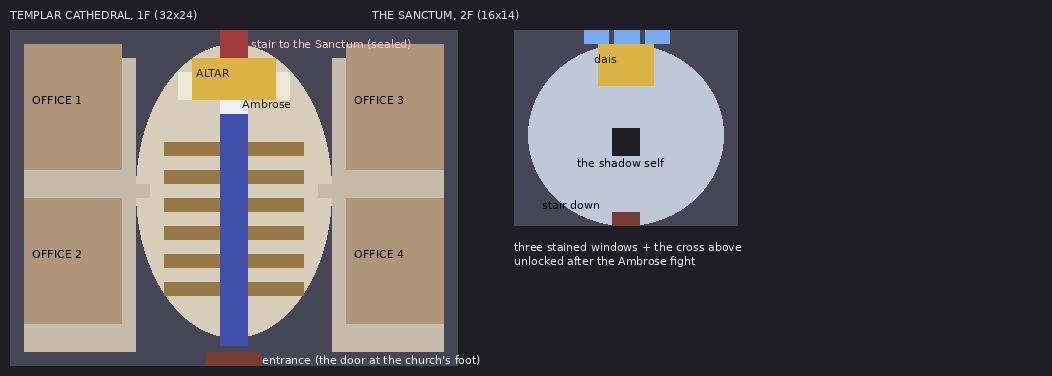 TEMPLAR CATHEDRAL, 1F (32x24)
THE SANCTUM, 2F (16x14)
stair to the Sanctum (sealed)
ALTAR
Ambrose
OFFICE 1
OFFICE 3
OFFICE 2
OFFICE 4
entrance (the door at the church's foot)
dais
the shadow self
stair down
three stained windows + the cross above
unlocked after the Ambrose fight